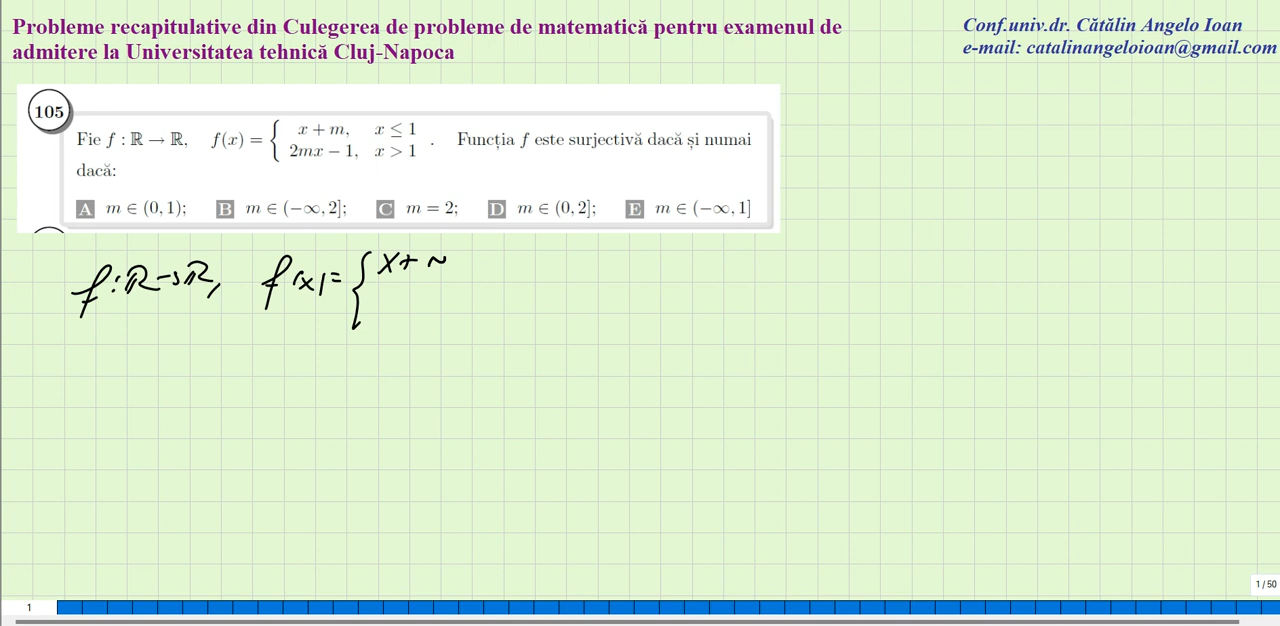 Probleme recapitulative din Culegerea de probleme de matematică pentru examenul de
admitere la Universitatea tehnică Cluj-Napoca
Conf.univ.dr. Cătălin Angelo Ioan
e-mail: catalinangeloioan@gmail.com
105
Fie f : ℝ → ℝ, f(x) = { x + m, x ≤ 1
2mx − 1, x > 1 . Funcția f este surjectivă dacă și numai
dacă:
A m ∈ (0, 1); B m ∈ (−∞, 2]; C m = 2; D m ∈ (0, 2]; E m ∈ (−∞, 1]
f: ℝ→ℝ, f(x) = { x +
1 / 50
1